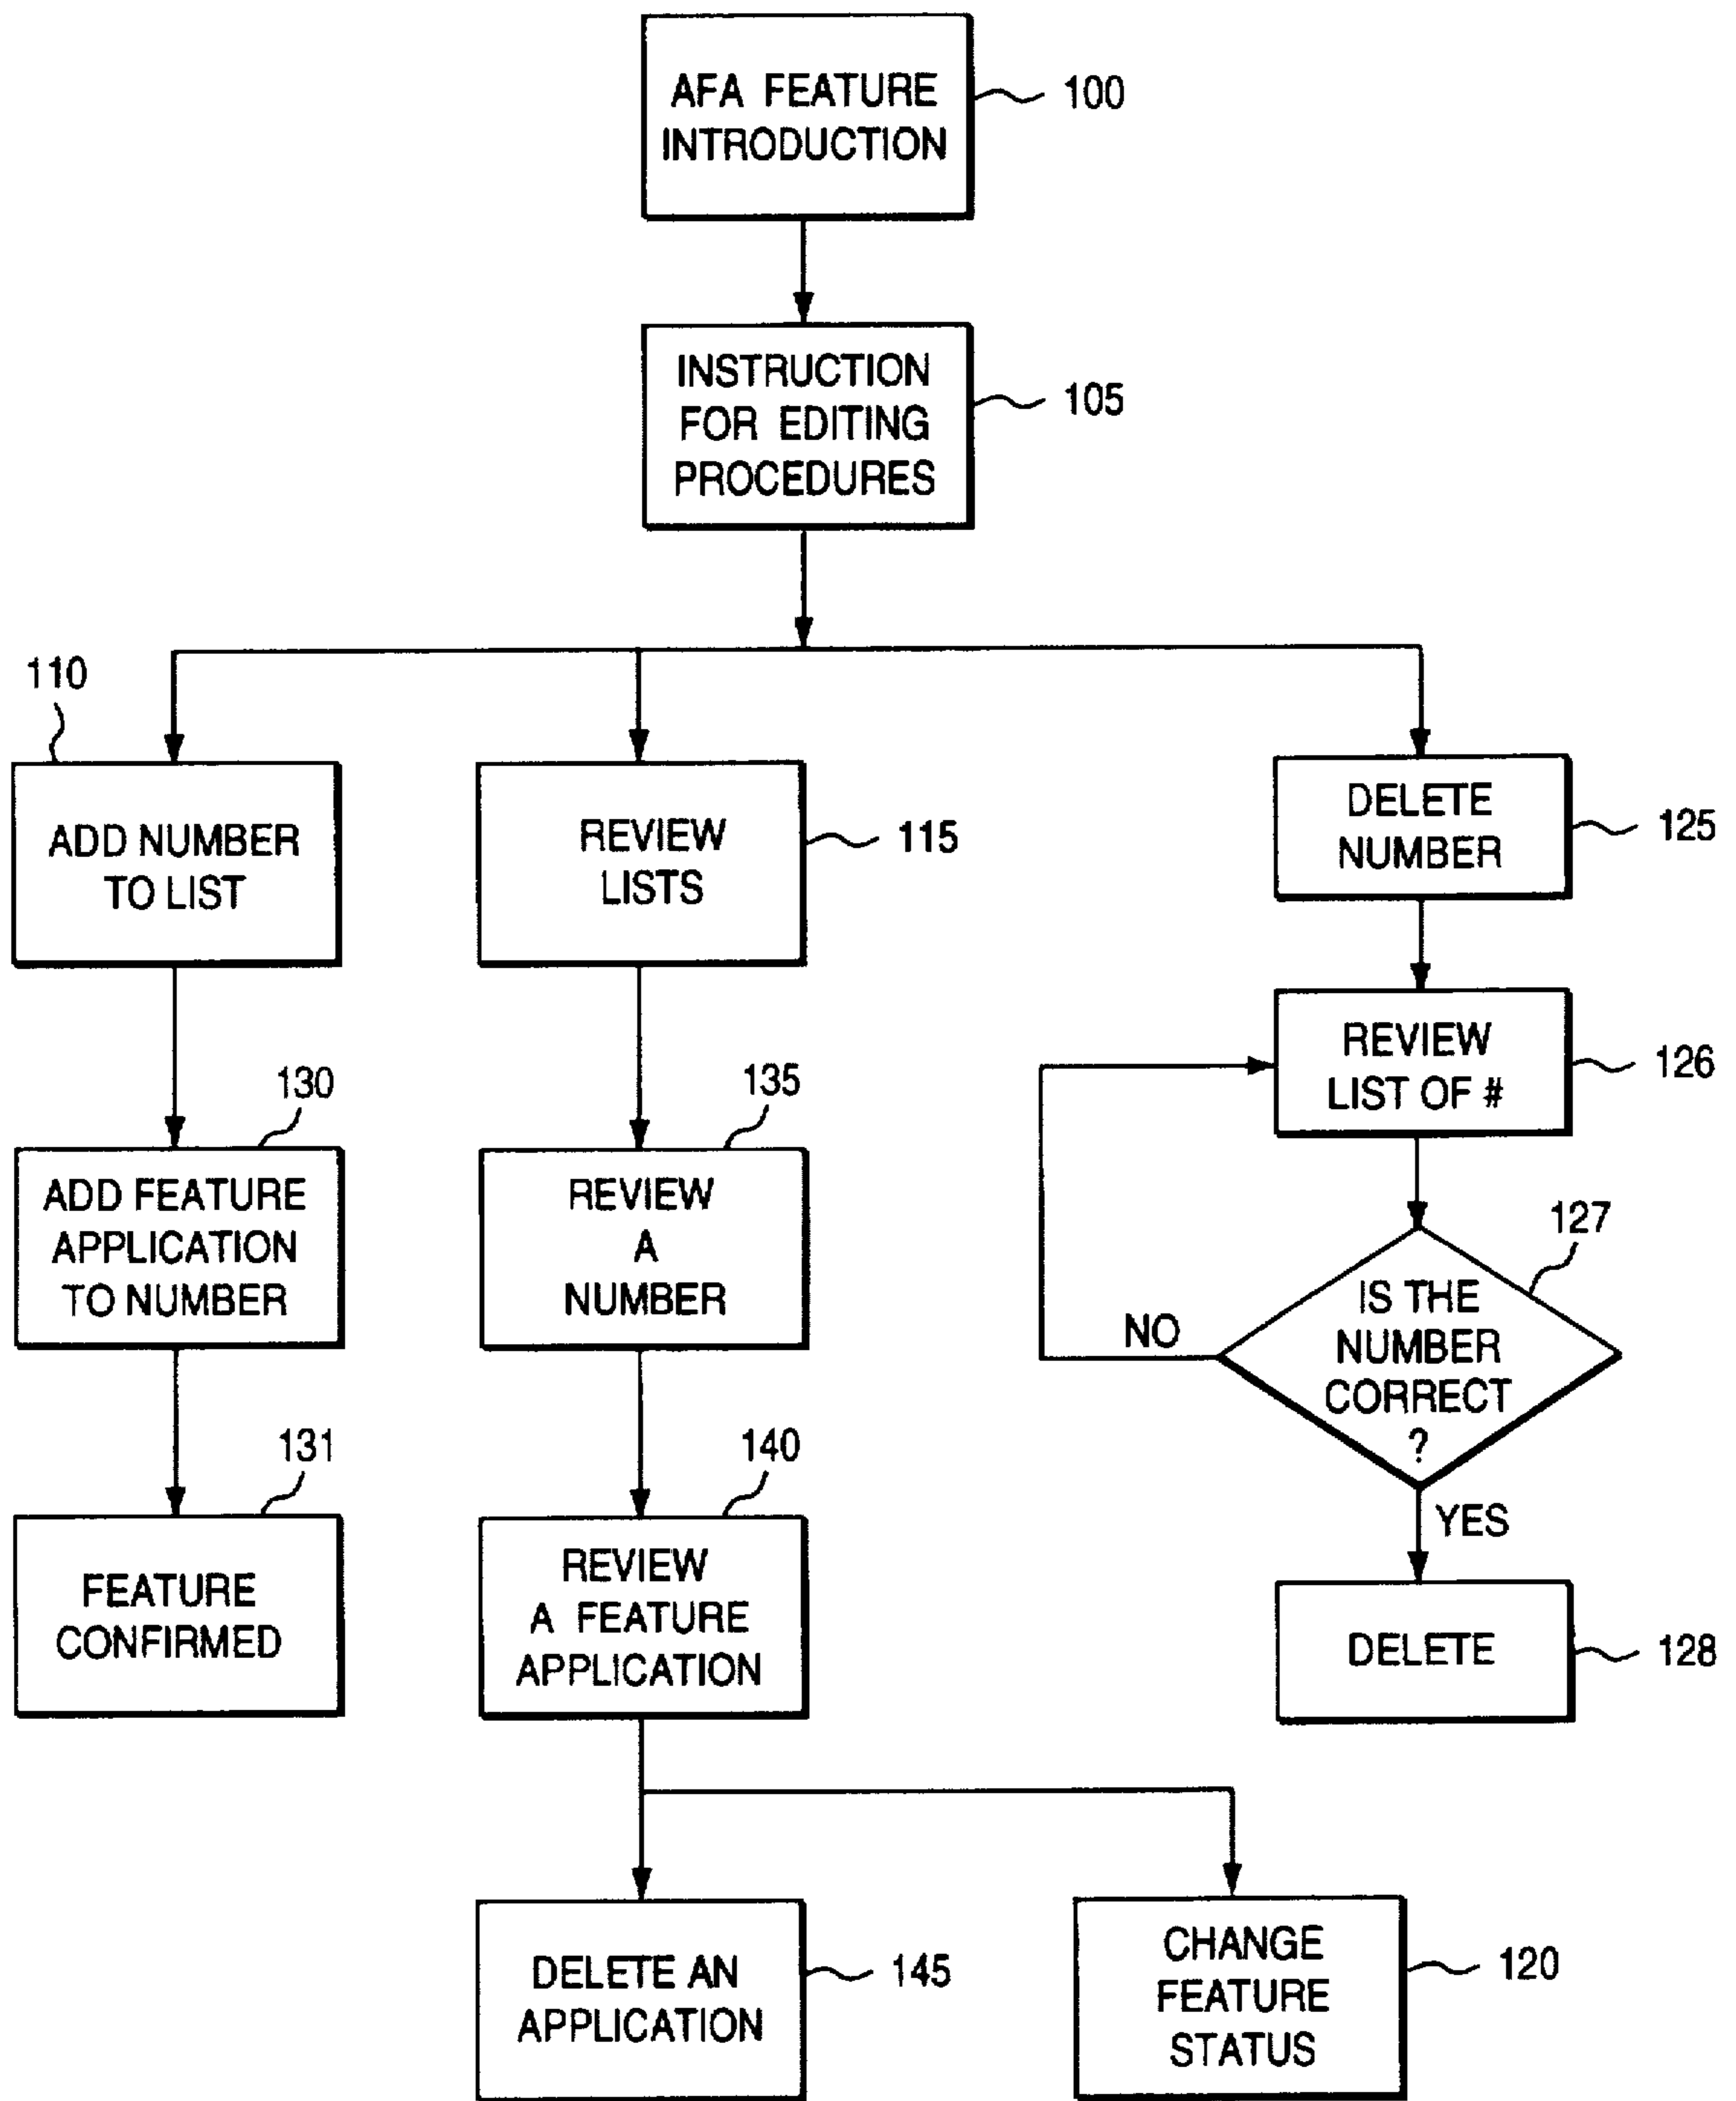 AFA FEATURE
INTRODUCTION
100
INSTRUCTION
FOR EDITING
PROCEDURES
105
110
ADD NUMBER
TO LIST
REVIEW
LISTS
115
DELETE
NUMBER
125
REVIEW
LIST OF #
126
130
ADD FEATURE
APPLICATION
TO NUMBER
135
REVIEW
A
NUMBER
127
IS THE
NUMBER
CORRECT
?
NO
YES
131
FEATURE
CONFIRMED
140
REVIEW
A FEATURE
APPLICATION
DELETE
128
DELETE AN
APPLICATION
145
CHANGE
FEATURE
STATUS
120